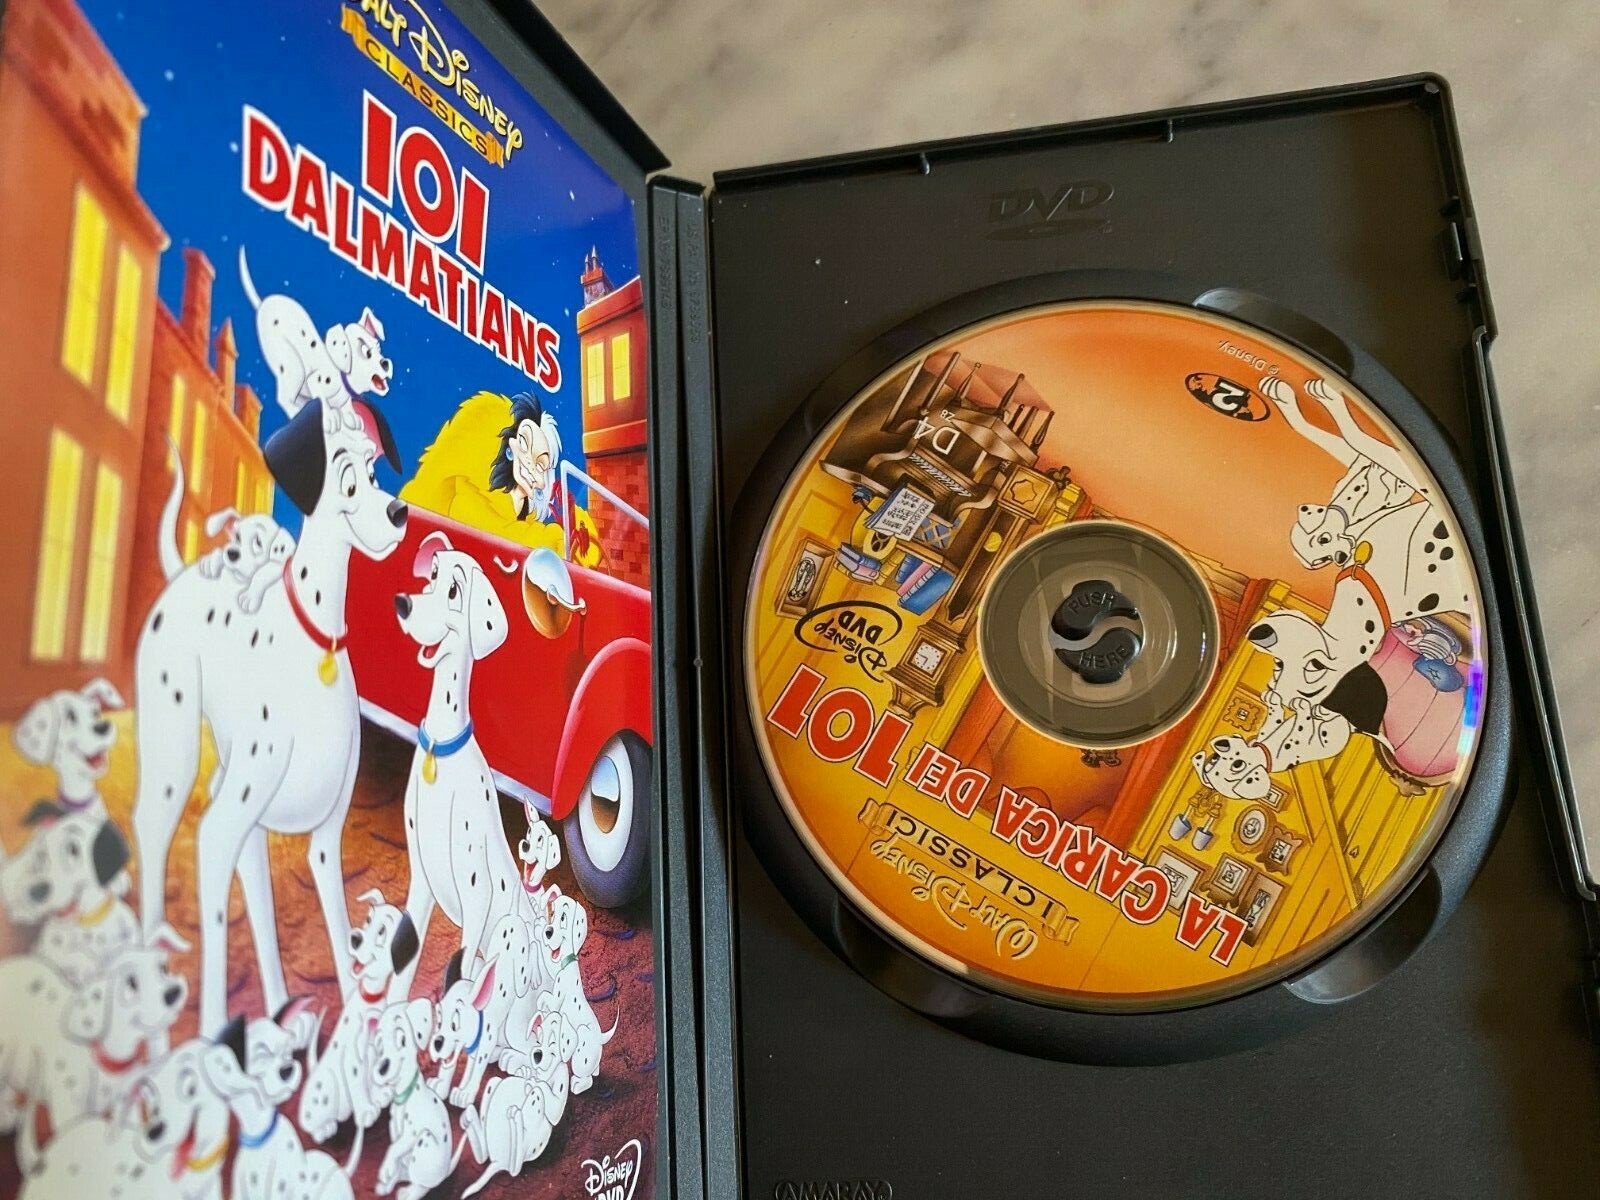 WALT DISNEY
CLASSICS
101
DALMATIANS
DISNEY
DVD
DVD
© Disney.
2
D4
Z8
PUSH
HERE
DISNEY
DVD
WALT DISNEY
I CLASSICI
LA CARICA DEI 101
AMARAY